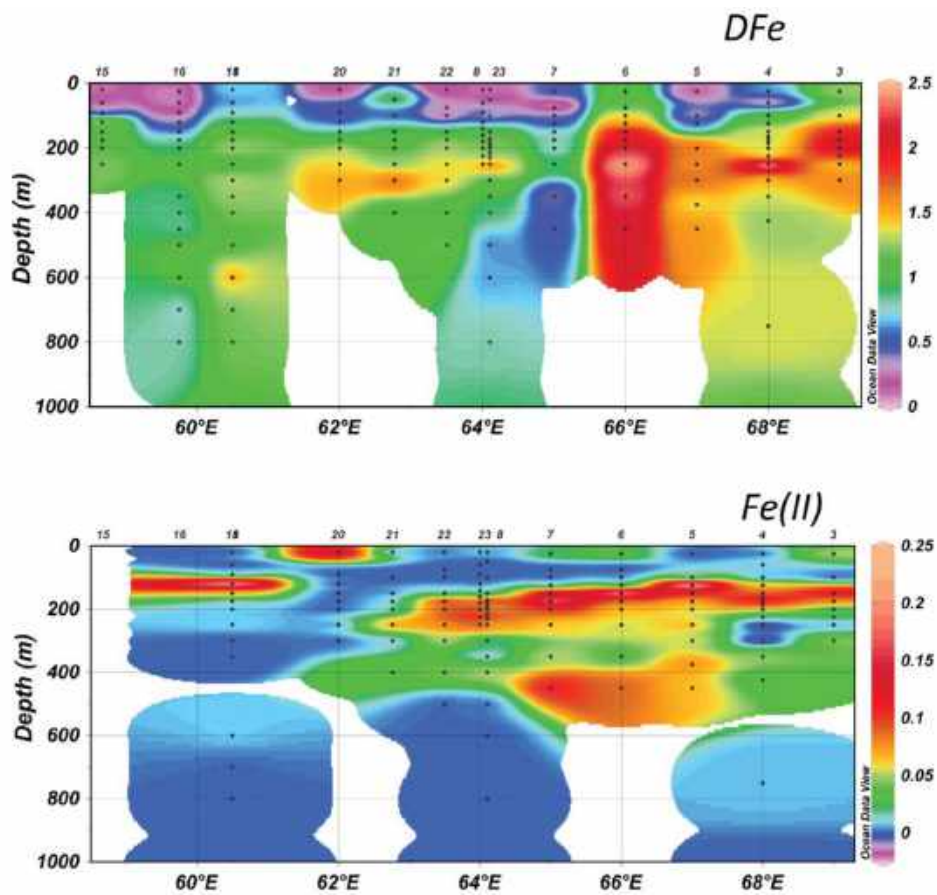 DFe
15 16 18 20 21 22 8 23 7 6 5 4 3
0
200
400
600
800
1000
Depth (m)
60°E 62°E 64°E 66°E 68°E
2.5
2
1.5
1
0.5
0
Ocean Data View
Fe(II)
15 16 18 20 21 22 23 8 7 6 5 4 3
0
200
400
600
800
1000
Depth (m)
60°E 62°E 64°E 66°E 68°E
0.25
0.2
0.15
0.1
0.05
0
Ocean Data View